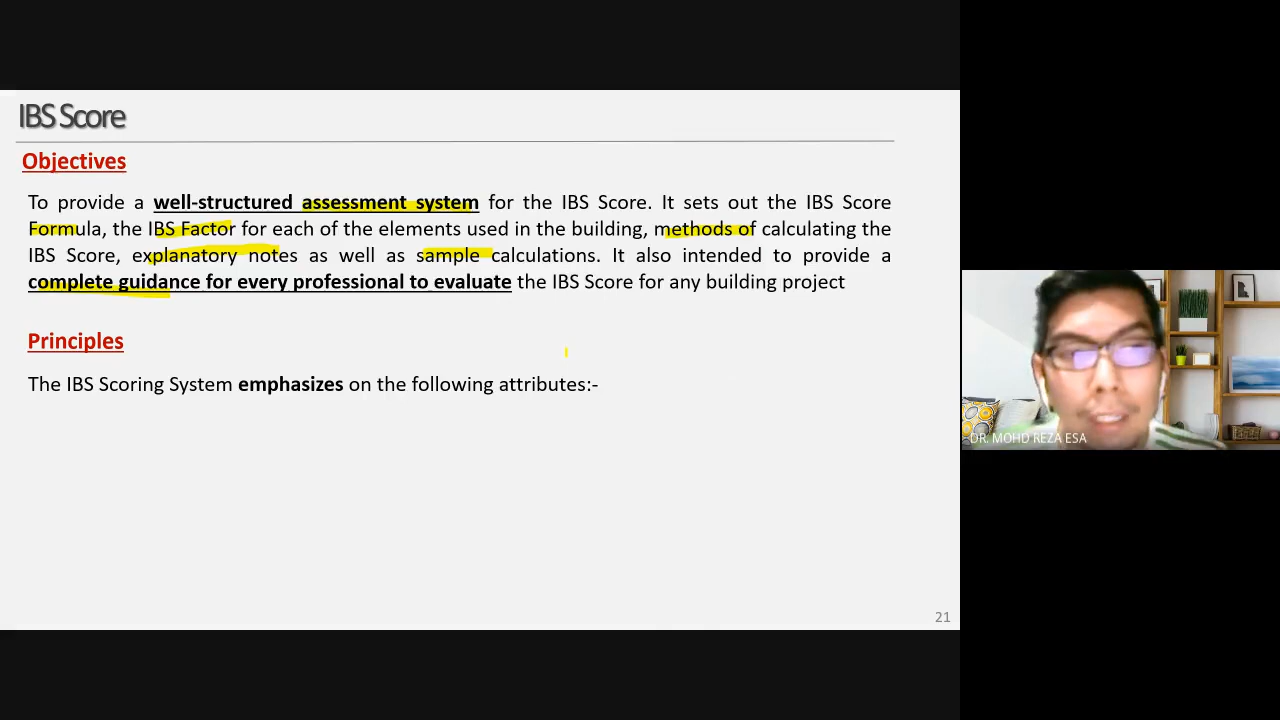 IBS Score
Objectives
To provide a well-structured assessment system for the IBS Score. It sets out the IBS Score
Formula, the IBS Factor for each of the elements used in the building, methods of calculating the
IBS Score, explanatory notes as well as sample calculations. It also intended to provide a
complete guidance for every professional to evaluate the IBS Score for any building project
Principles
The IBS Scoring System emphasizes on the following attributes:-
21
DR. MOHD REZA ESA